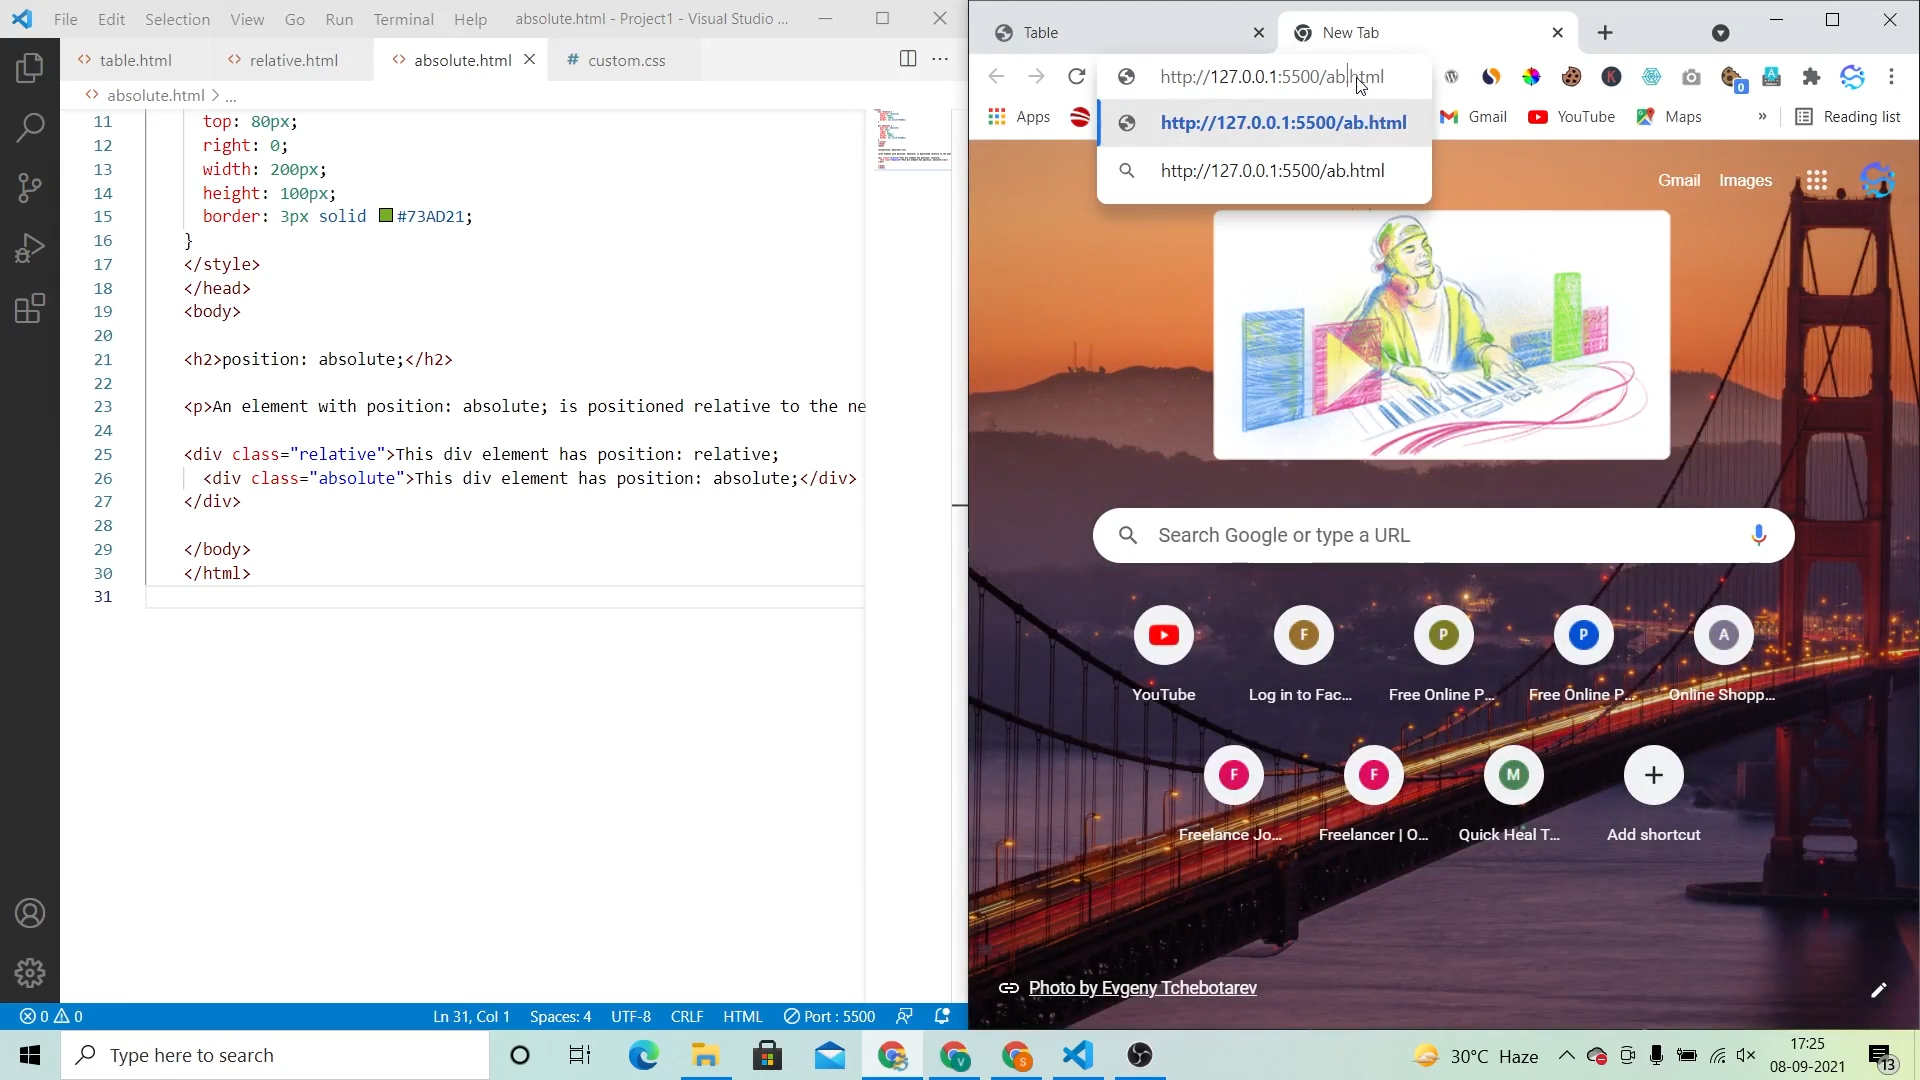 File Edit Selection View Go Run Terminal Help absolute.html - Project1 - Visual Studio ...
table.html relative.html absolute.html # custom.css
absolute.html > ...
11 top: 80px;
12 right: 0;
13 width: 200px;
14 height: 100px;
15 border: 3px solid #73AD21;
16 }
17 </style>
18 </head>
19 <body>
20
21 <h2>position: absolute;</h2>
22
23 <p>An element with position: absolute; is positioned relative to the ne
24
25 <div class="relative">This div element has position: relative;
26 <div class="absolute">This div element has position: absolute;</div>
27 </div>
28
29 </body>
30 </html>
31
0 0 Ln 31, Col 1 Spaces: 4 UTF-8 CRLF HTML Port : 5500
Table New Tab
http://127.0.0.1:5500/ab.html
K A 0
http://127.0.0.1:5500/ab.html
http://127.0.0.1:5500/ab.html
Apps Gmail YouTube Maps » Reading list
Gmail Images
Search Google or type a URL
F P P A
YouTube Log in to Fac... Free Online P... Free Online P... Online Shopp...
F F M
Freelance Jo... Freelancer | O... Quick Heal T... Add shortcut
Photo by Evgeny Tchebotarev
Type here to search V S 30°C Haze 17:25
08-09-2021 13